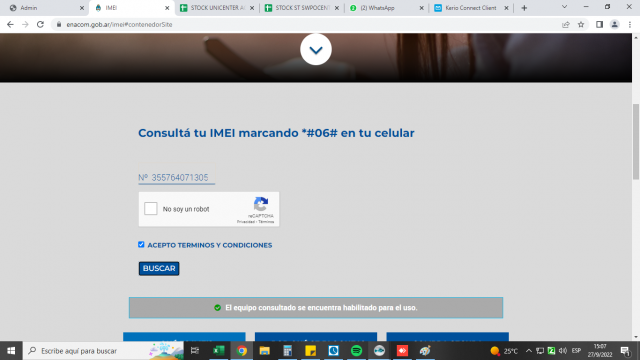 Admin
IMEI
STOCK UNICENTER A
STOCK ST SWPOCENT
(2) WhatsApp
Kerio Connect Client
enacom.gob.ar/imei#contenedorSite
Consultá tu IMEI marcando *#06# en tu celular
Nº 355764071305
No soy un robot
reCAPTCHA
Privacidad - Términos
ACEPTO TERMINOS Y CONDICIONES
BUSCAR
El equipo consultado se encuentra habilitado para el uso.
Escribe aquí para buscar
25°C
ESP
15:07
27/9/2022